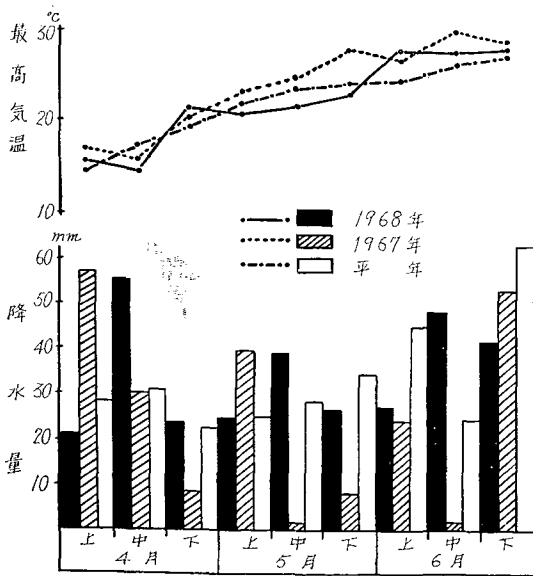 ℃
30
20
10
最高気温
1968年
1967年
平年
mm
60
50
40
30
20
10
降水量
上 中 下 上 中 下 上 中 下
4月 5月 6月